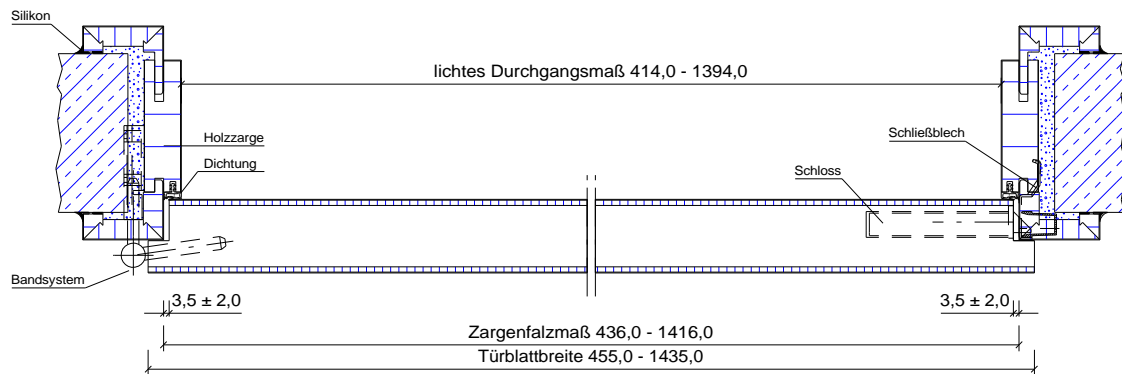 Silikon
lichtes Durchgangsmaß 414,0 - 1394,0
Holzzarge
Schließblech
Dichtung
Schloss
Bandsystem
3,5 ± 2,0
3,5 ± 2,0
Zargenfalzmaß 436,0 - 1416,0
Türblattbreite 455,0 - 1435,0